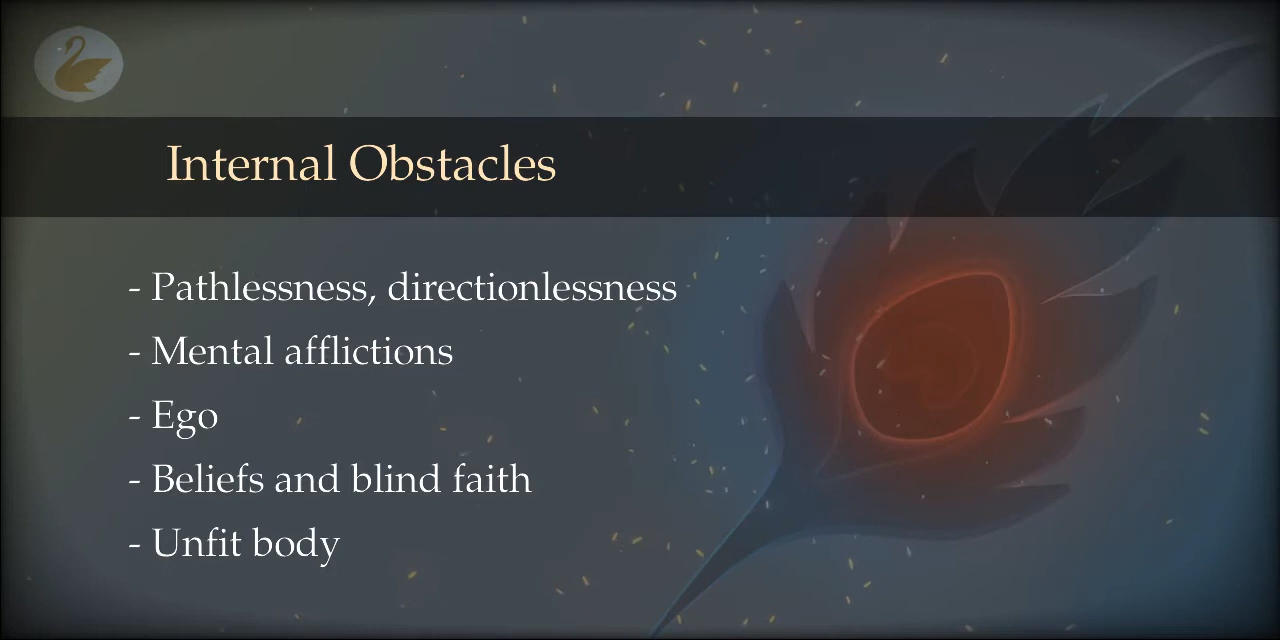 Internal Obstacles
- Pathlessness, directionlessness
- Mental afflictions
- Ego
- Beliefs and blind faith
- Unfit body